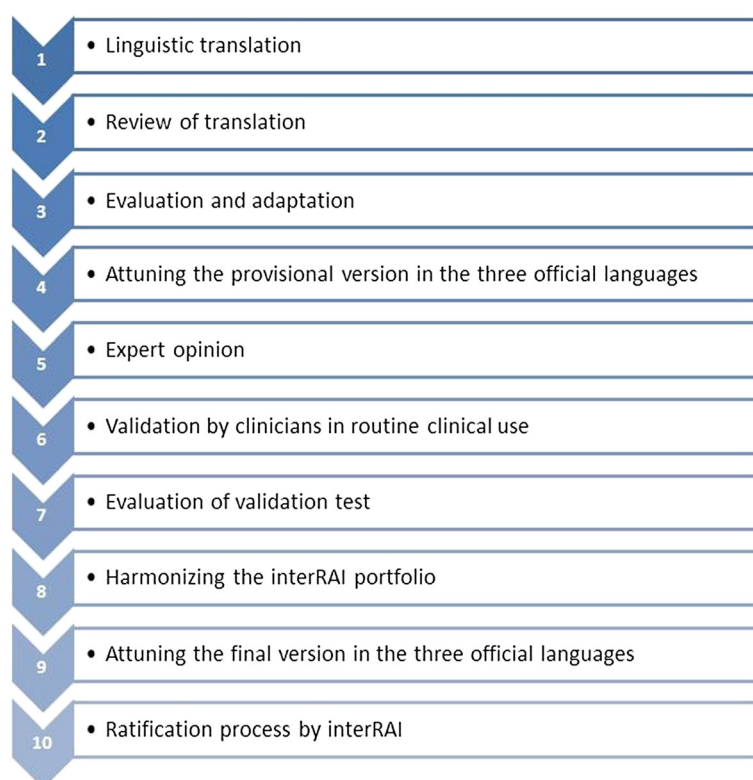 1
• Linguistic translation
2
• Review of translation
3
• Evaluation and adaptation
4
• Attuning the provisional version in the three official languages
5
• Expert opinion
6
• Validation by clinicians in routine clinical use
7
• Evaluation of validation test
8
• Harmonizing the interRAI portfolio
9
• Attuning the final version in the three official languages
10
• Ratification process by interRAI